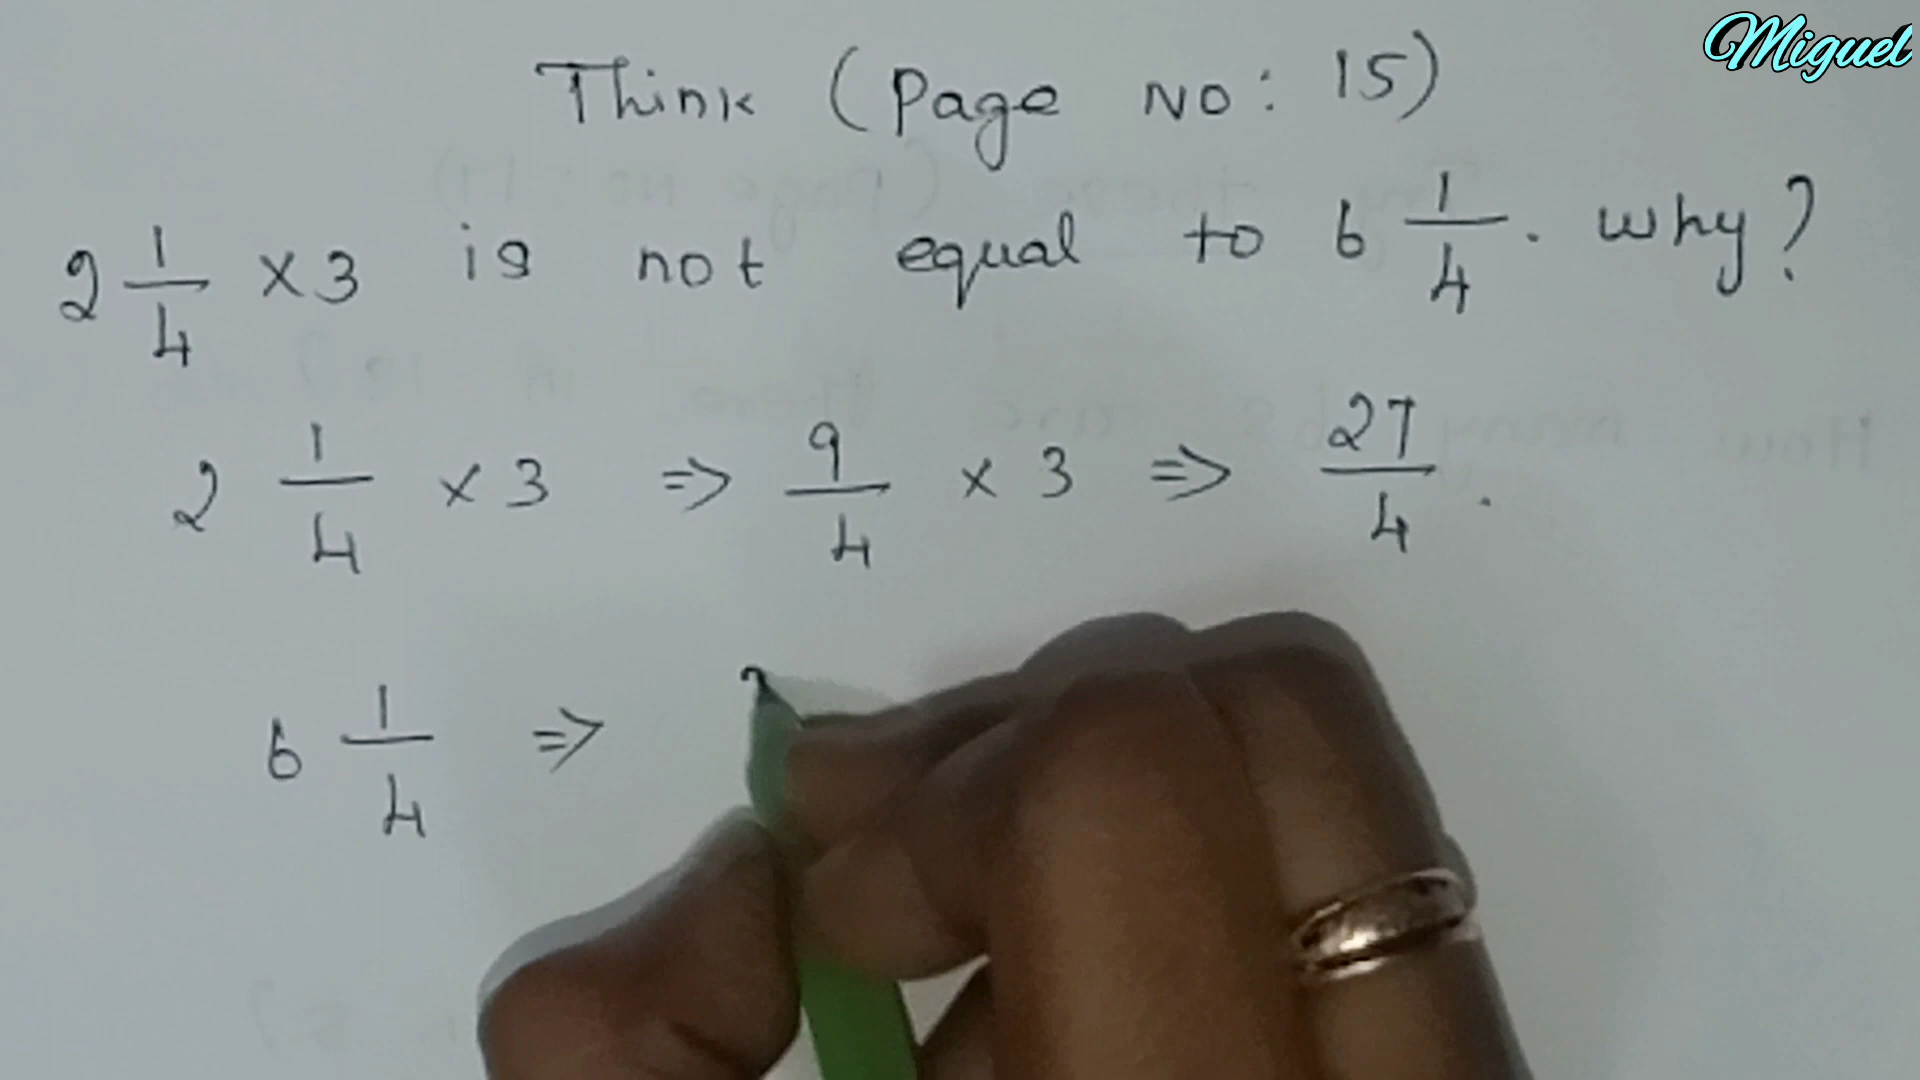 Miguel
Think (Page No: 15)
2 1/4 x 3 is not equal to 6 1/4 . why?
2 1/4 x 3 => 9/4 x 3 => 27/4 .
6 1/4 =>